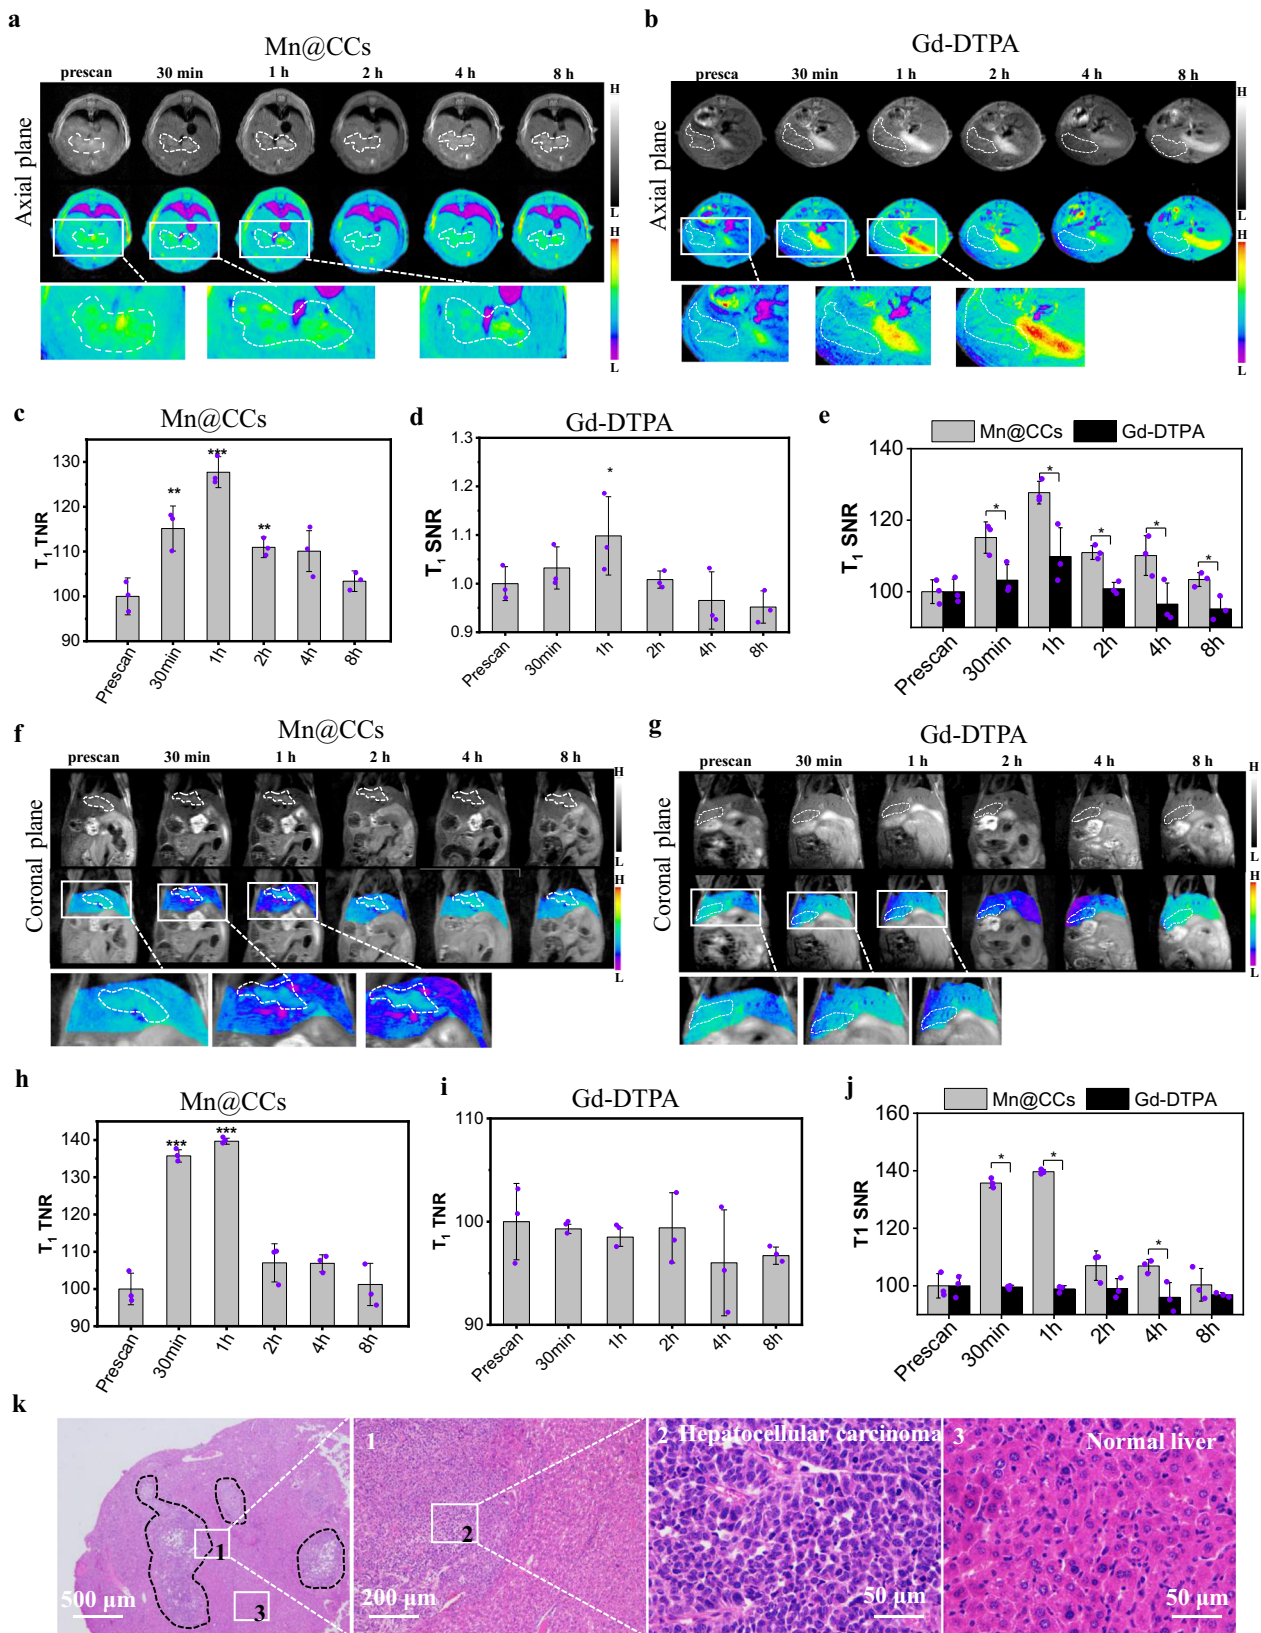 a
Mn@CCs
prescan 30 min 1 h 2 h 4 h 8 h
Axial plane
H
L
H
L
b
Gd-DTPA
presca 30 min 1 h 2 h 4 h 8 h
Axial plane
H
L
H
L
c
Mn@CCs
T1 TNR
130
120
110
100
90
** *** **
Prescan 30min 1h 2h 4h 8h
d
Gd-DTPA
T1 SNR
1.3
1.2
1.1
1.0
0.9
*
Prescan 30min 1h 2h 4h 8h
e
Mn@CCs Gd-DTPA
T1 SNR
140
120
100
* * * * *
Prescan 30min 1h 2h 4h 8h
f
Mn@CCs
prescan 30 min 1 h 2 h 4 h 8 h
Coronal plane
H
L
H
L
g
Gd-DTPA
prescan 30 min 1 h 2 h 4 h 8 h
Coronal plane
H
L
H
L
h
Mn@CCs
T1 TNR
140
130
120
110
100
90
*** ***
Prescan 30min 1h 2h 4h 8h
i
Gd-DTPA
T1 TNR
110
100
90
Prescan 30min 1h 2h 4h 8h
j
Mn@CCs Gd-DTPA
T1 SNR
160
140
120
100
* * *
Prescan 30min 1h 2h 4h 8h
k
1
3
500 µm
1
2
200 µm
2 Hepatocellular carcinoma
50 µm
3 Normal liver
50 µm